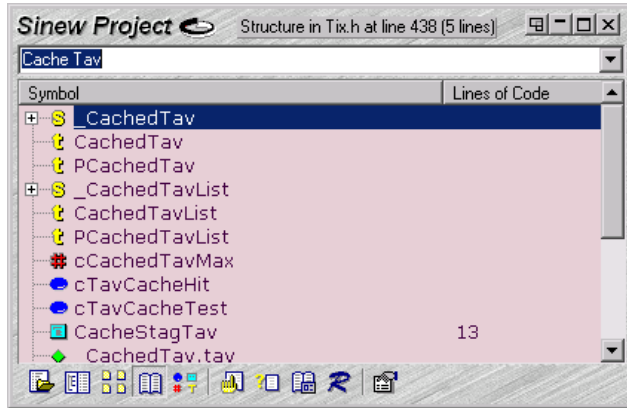 Sinew Project Structure in Tix.h at line 438 (5 lines)
Cache Tav
Symbol Lines of Code
_CachedTav
CachedTav
PCachedTav
_CachedTavList
CachedTavList
PCachedTavList
cCachedTavMax
cTavCacheHit
cTavCacheTest
CacheStagTav 13
_CachedTav.tav